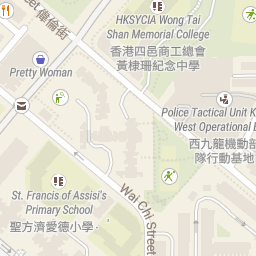 eet 偉倫街
HKSYCIA Wong Tai
Shan Memorial College
香港四邑商工總會
黃棣珊紀念中學
Pretty Woman
Police Tactical Unit K
West Operational B
西九龍機動部
隊行動基地
St. Francis of Assisi's
Primary School
聖方濟愛德小學
Wai Chi Street